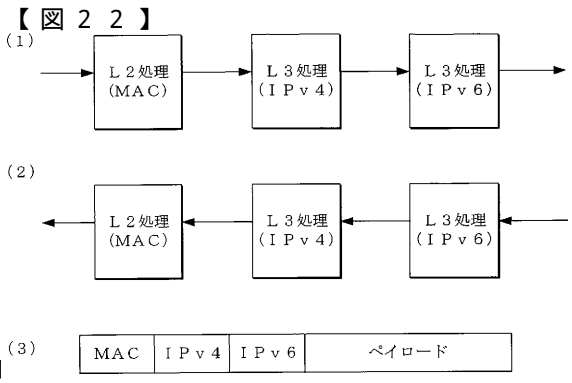 【図２２】
(1)
L2処理
(MAC)
L3処理
(IPv4)
L3処理
(IPv6)
(2)
L2処理
(MAC)
L3処理
(IPv4)
L3処理
(IPv6)
(3)
MAC IPv4 IPv6 ペイロード